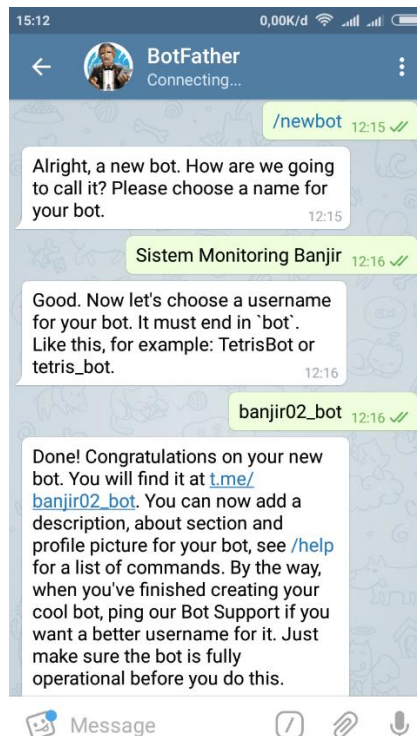 15:12 0,00K/d
BotFather
Connecting...
/newbot 12:15
Alright, a new bot. How are we going
to call it? Please choose a name for
your bot.
12:15
Sistem Monitoring Banjir 12:16
Good. Now let's choose a username
for your bot. It must end in `bot`.
Like this, for example: TetrisBot or
tetris_bot.
12:16
banjir02_bot 12:16
Done! Congratulations on your new
bot. You will find it at t.me/
banjir02_bot. You can now add a
description, about section and
profile picture for your bot, see /help
for a list of commands. By the way,
when you've finished creating your
cool bot, ping our Bot Support if you
want a better username for it. Just
make sure the bot is fully
operational before you do this.
Message